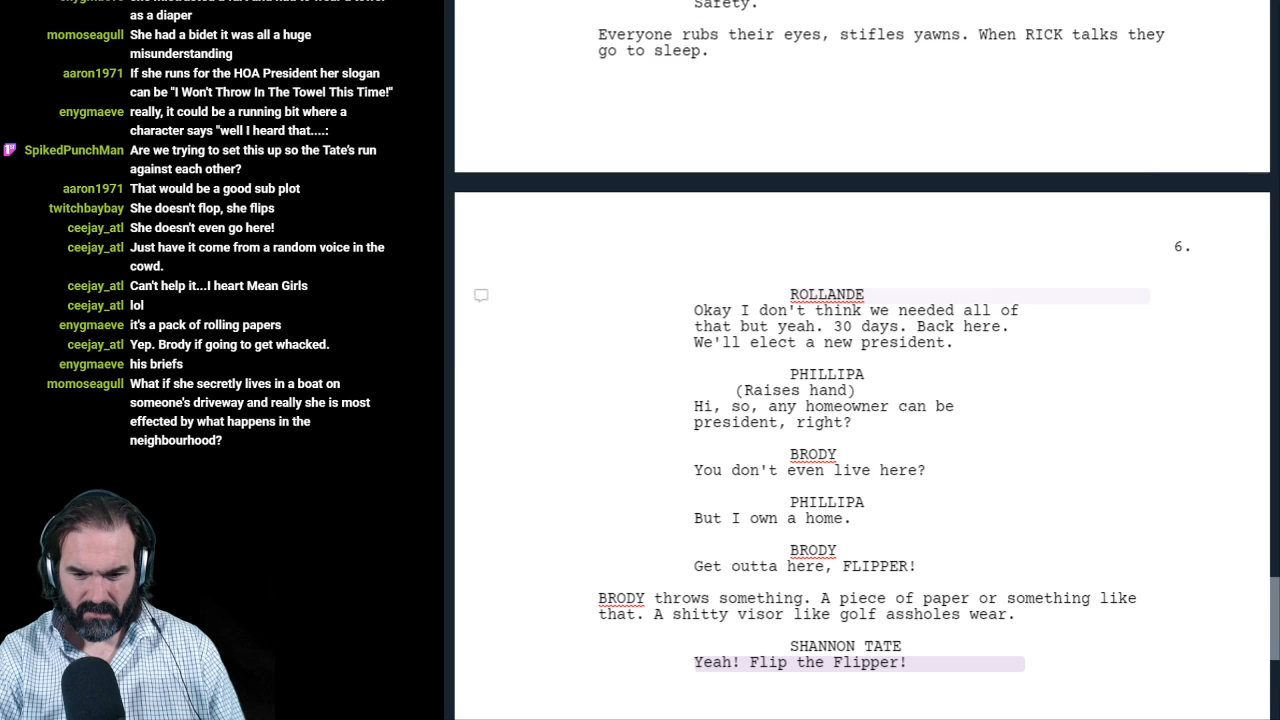 enygmaeve she mistrusted a fart and had to wear a towel
as a diaper
momoseagull She had a bidet it was all a huge
misunderstanding
aaron1971 If she runs for the HOA President her slogan
can be "I Won't Throw In The Towel This Time!"
enygmaeve really, it could be a running bit where a
character says "well I heard that....:
SpikedPunchMan Are we trying to set this up so the Tate's run
against each other?
aaron1971 That would be a good sub plot
twitchbaybay She doesn't flop, she flips
ceejay_atl She doesn't even go here!
ceejay_atl Just have it come from a random voice in the
cowd.
ceejay_atl Can't help it...I heart Mean Girls
ceejay_atl lol
enygmaeve it's a pack of rolling papers
ceejay_atl Yep. Brody if going to get whacked.
enygmaeve his briefs
momoseagull What if she secretly lives in a boat on
someone's driveway and really she is most
effected by what happens in the
neighbourhood?
Safety.
Everyone rubs their eyes, stifles yawns. When RICK talks they
go to sleep.
6.
ROLLANDE
Okay I don't think we needed all of
that but yeah. 30 days. Back here.
We'll elect a new president.
PHILLIPA
(Raises hand)
Hi, so, any homeowner can be
president, right?
BRODY
You don't even live here?
PHILLIPA
But I own a home.
BRODY
Get outta here, FLIPPER!
BRODY throws something. A piece of paper or something like
that. A shitty visor like golf assholes wear.
SHANNON TATE
Yeah! Flip the Flipper!